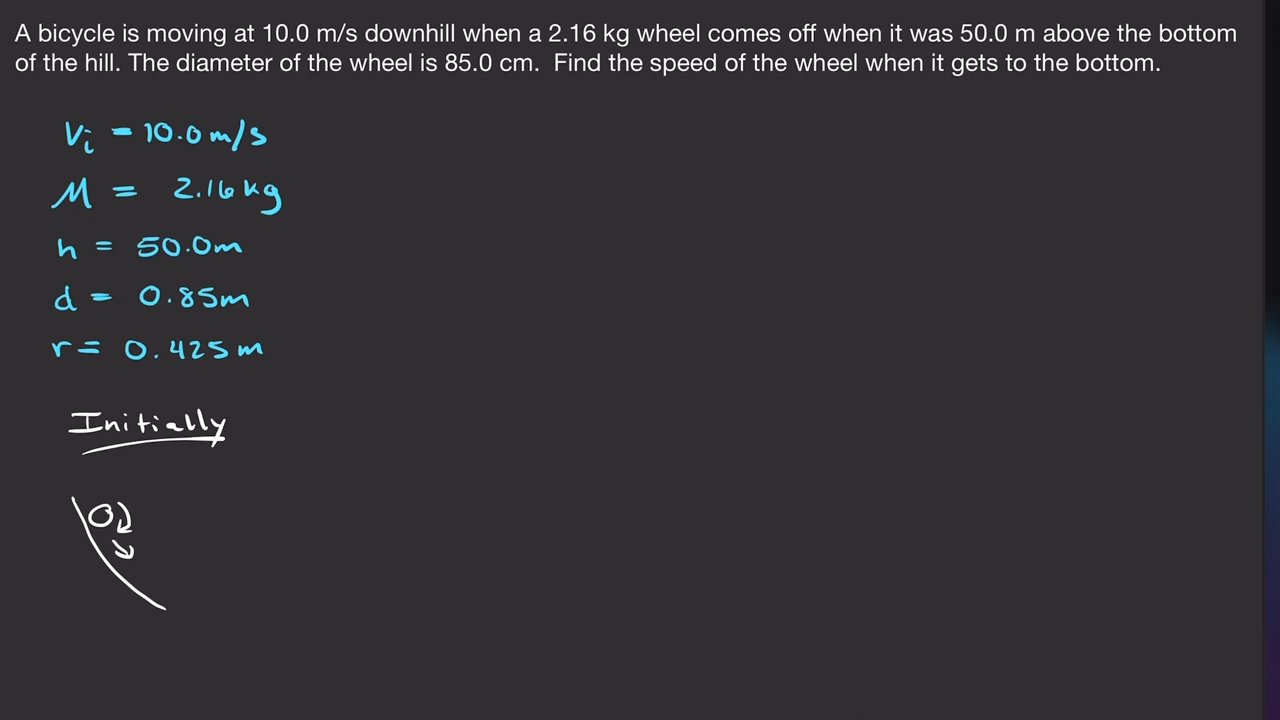 A bicycle is moving at 10.0 m/s downhill when a 2.16 kg wheel comes off when it was 50.0 m above the bottom
of the hill. The diameter of the wheel is 85.0 cm. Find the speed of the wheel when it gets to the bottom.
Vi = 10.0 m/s
M = 2.16 kg
h = 50.0 m
d = 0.85 m
r = 0.425 m
Initially